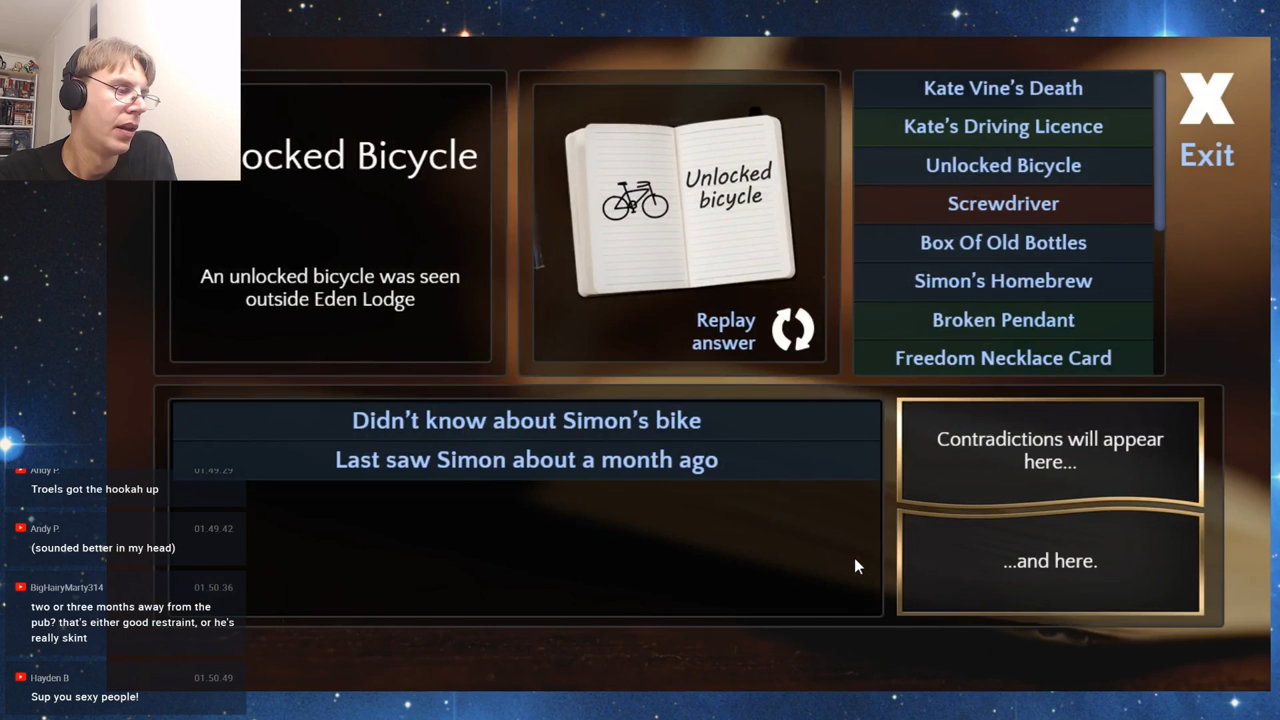 ocked Bicycle
An unlocked bicycle was seen
outside Eden Lodge
Unlocked
bicycle
Replay
answer
Kate Vine's Death
Kate's Driving Licence
Unlocked Bicycle
Screwdriver
Box Of Old Bottles
Simon's Homebrew
Broken Pendant
Freedom Necklace Card
X
Exit
Didn't know about Simon's bike
Last saw Simon about a month ago
Contradictions will appear
here...
...and here.
Andy P. 01.49.29
Troels got the hookah up
Andy P. 01.49.42
(sounded better in my head)
BigHairyMarty314 01.50.36
two or three months away from the
pub? that's either good restraint, or he's
really skint
Hayden B 01.50.49
Sup you sexy people!